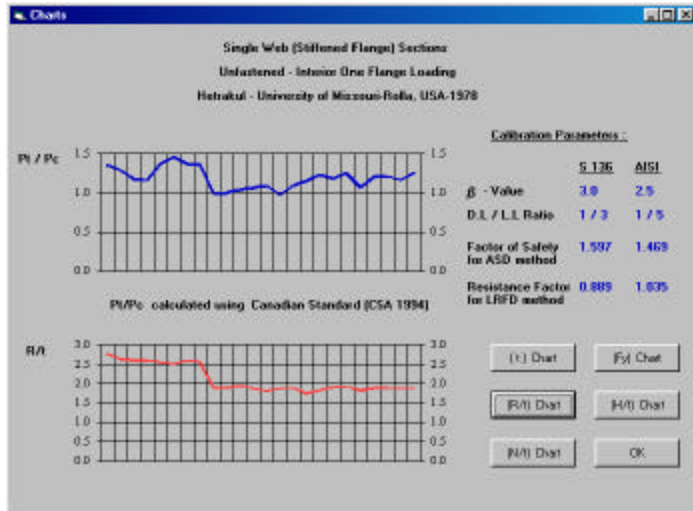 Charts
Single Web (Stiffened Flange) Sections
Unfastened - Interior One Flange Loading
Hetrakul - University of Missouri-Rolla, USA-1978
Calibration Parameters :
S 136 AISI
β - Value 3.0 2.5
D.L / L.L Ratio 1 / 3 1 / 5
Factor of Safety for ASD method 1.597 1.469
Resistance Factor for LRFD method 0.889 1.035
Pt / Pc
1.5 1.5
1.0 1.0
0.5 0.5
0.0 0.0
Pt/Pc calculated using Canadian Standard (CSA 1994)
R/t
3.0 3.0
2.5 2.5
2.0 2.0
1.5 1.5
1.0 1.0
0.5 0.5
0.0 0.0
( t ) Chart (Fy) Chart
(R/t) Chart (H/t) Chart
(N/t) Chart OK